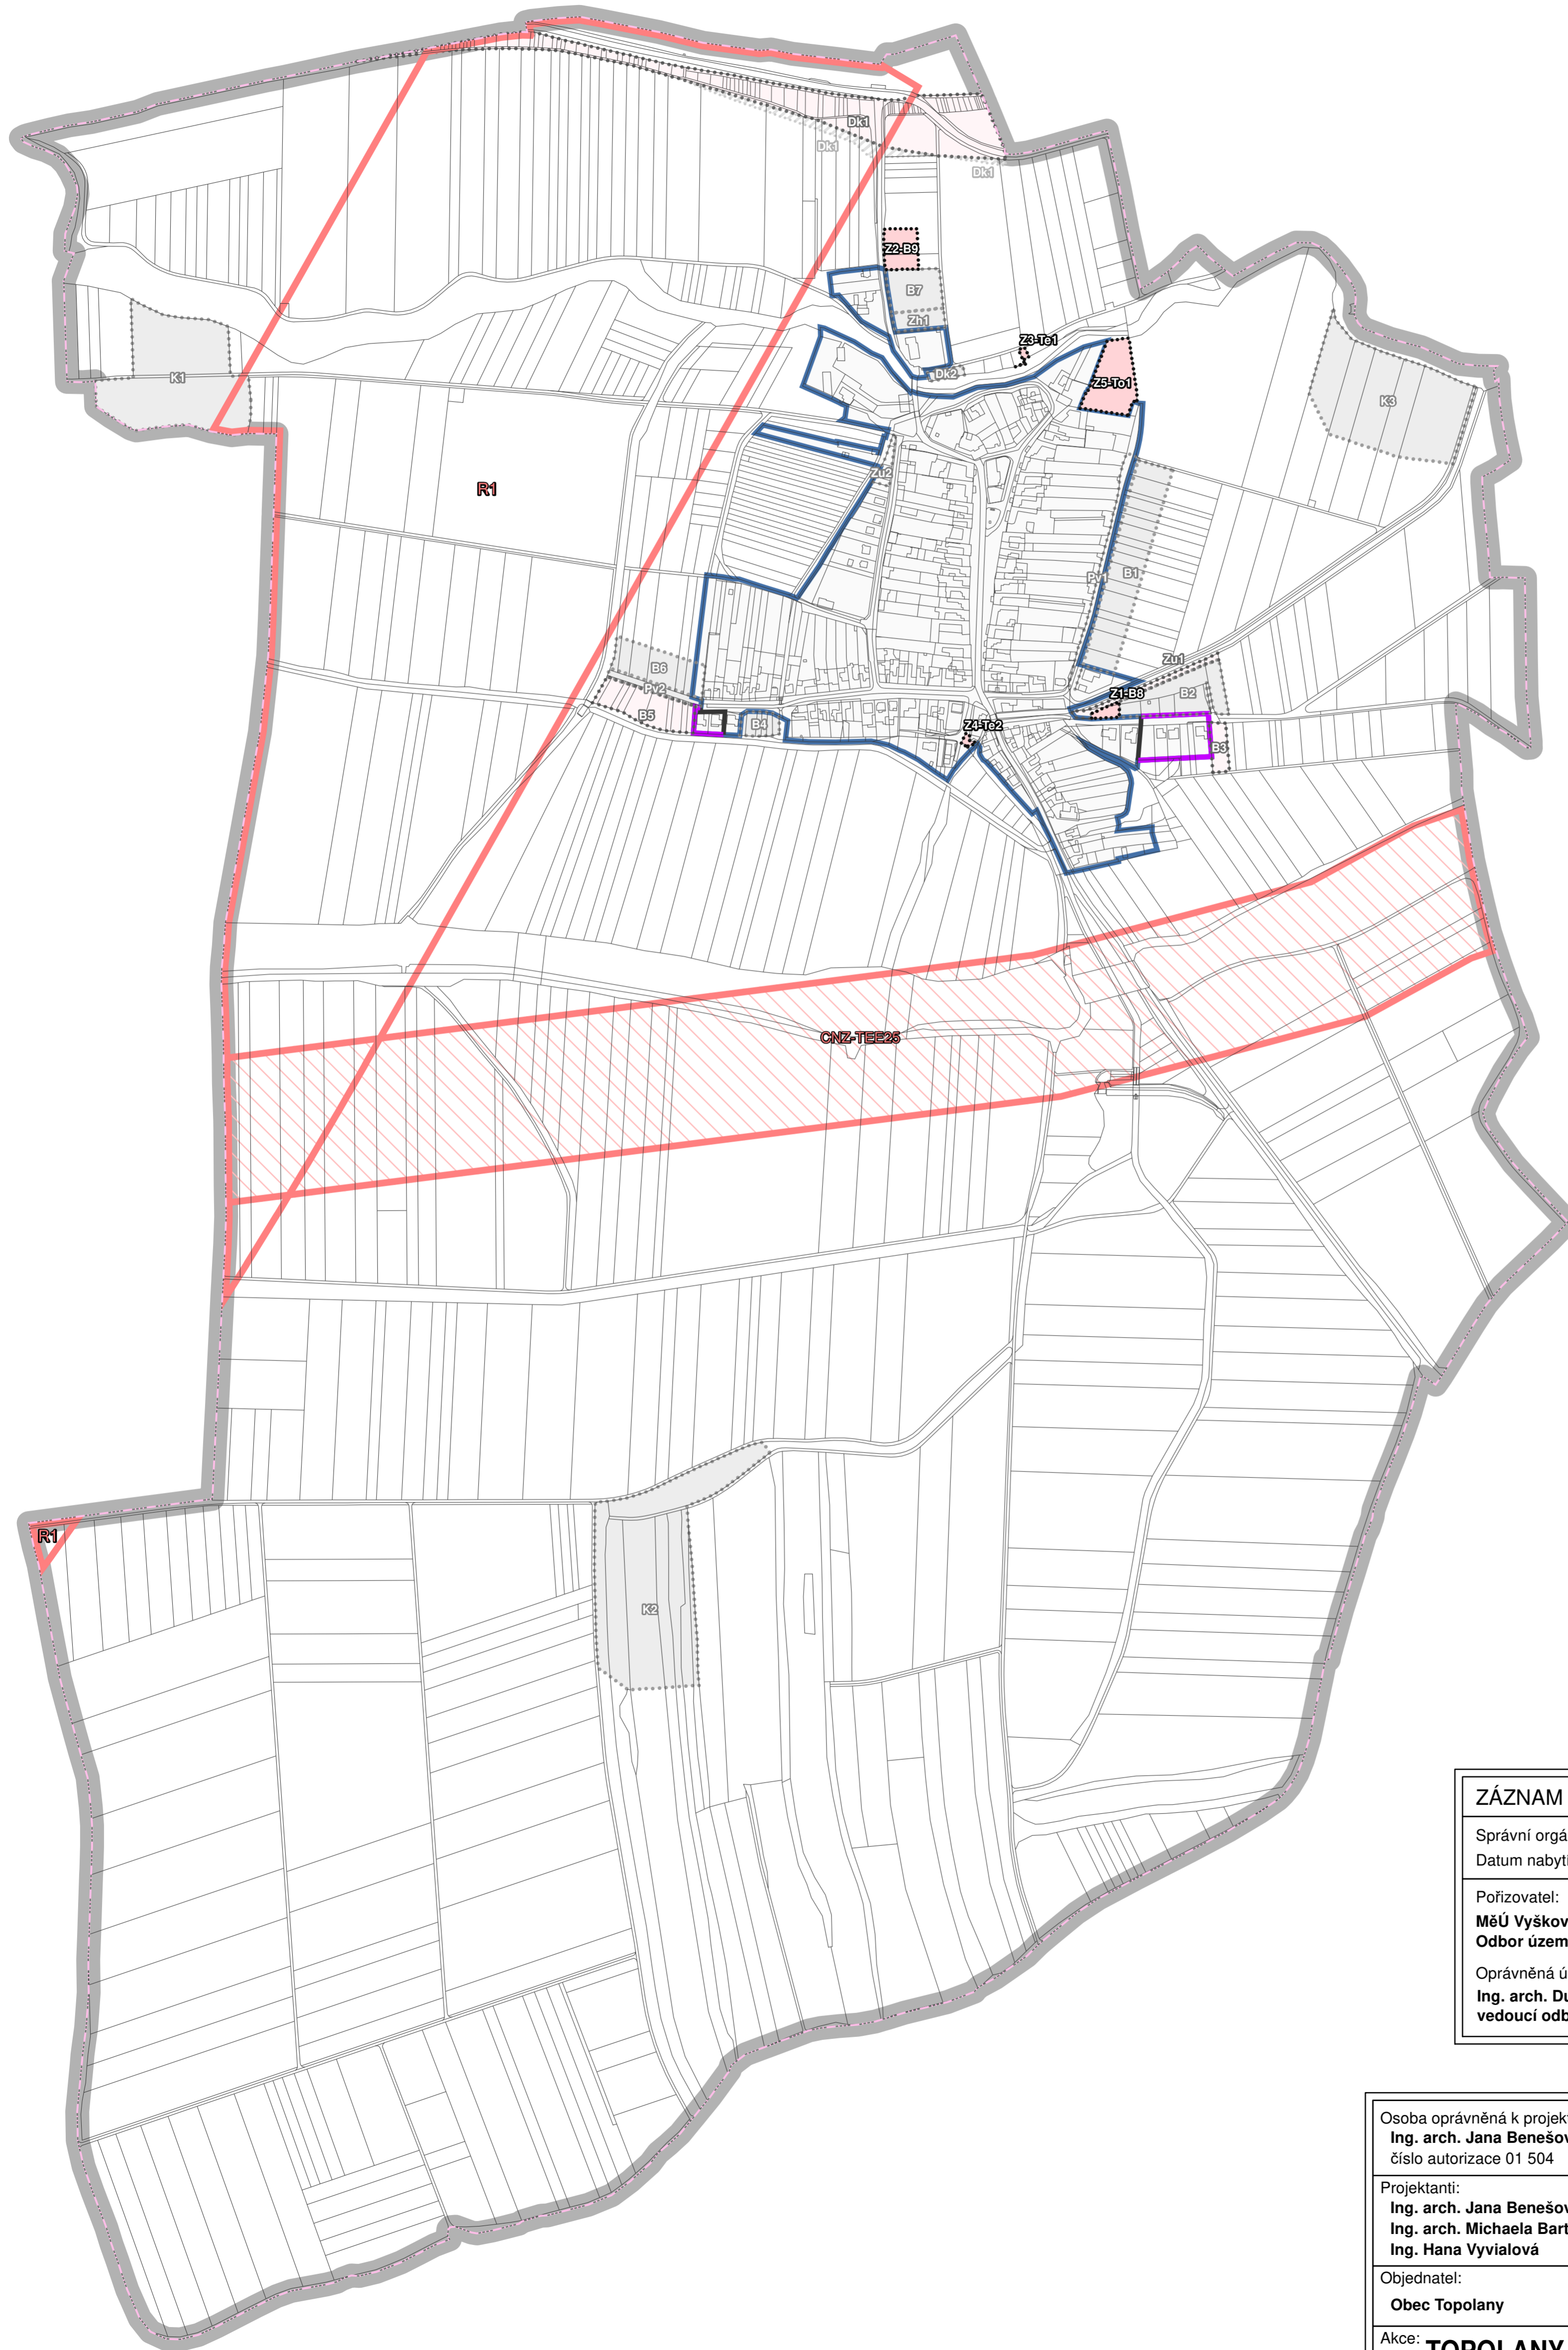 Dk1
Dk1
Dk1
Z2-B9
B7
Zh1
Z3-Te1
Dk2
Z5-To1
K1
K3
Zu2
R1
Pv1
B1
B6
Zu1
Pv2
Z1-B8
B2
B5
B4
Z4-Te2
B3
CNZ-TEE25
R1
K2
ZÁZNAM
Správní orgá
Datum nabytí
Pořizovatel:
MěÚ Vyškov
Odbor územ
Oprávněná ú
Ing. arch. Du
vedoucí odb
Osoba oprávněná k projek
Ing. arch. Jana Benešov
číslo autorizace 01 504
Projektanti:
Ing. arch. Jana Benešov
Ing. arch. Michaela Bart
Ing. Hana Vyvialová
Objednatel:
Obec Topolany
Akce: TOPOLANY